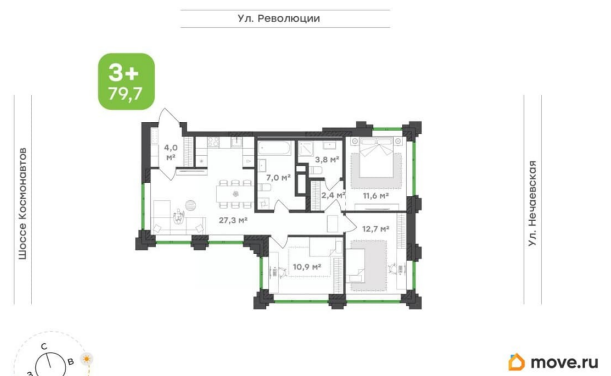 Ул. Революции
3+
79,7
4,0
м²
7,0 м²
3,8 м²
2,4 м²
11,6 м²
27,3 м²
12,7 м²
10,9 м²
Шоссе Космонавтов
Ул. Нечаевская
С
В
З
move.ru